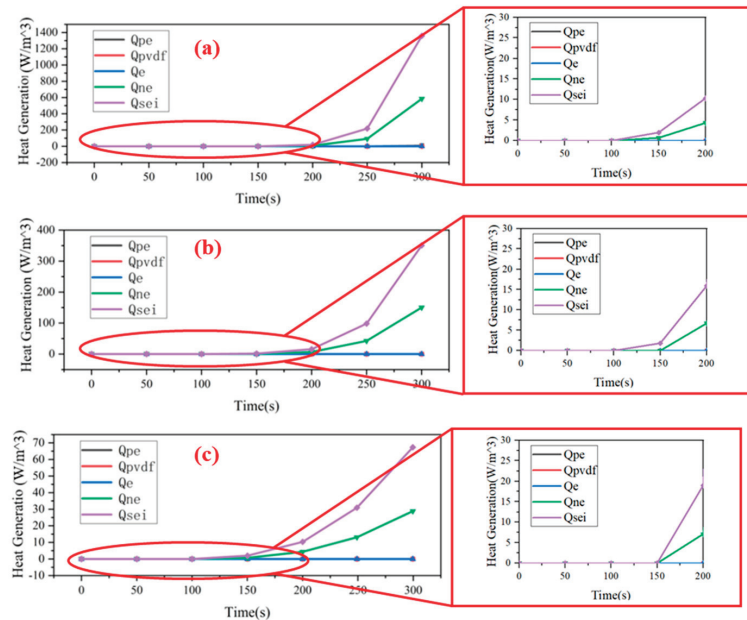 (a)
Qpe
Qpvdf
Qe
Qne
Qsei
Heat Generatio (W/m^3)
1400
1200
1000
800
600
400
200
0
-200
0 50 100 150 200 250 300
Time(s)
Qpe
Qpvdf
Qe
Qne
Qsei
Heat Generation(W/m^3)
30
25
20
15
10
5
0
0 50 100 150 200
Time(s)
(b)
Qpe
Qpvdf
Qe
Qne
Qsei
Heat Generation (W/m^3)
400
300
200
100
0
0 50 100 150 200 250 300
Time(s)
Qpe
Qpvdf
Qe
Qne
Qsei
Heat Generation(W/m^3)
30
25
20
15
10
5
0
0 50 100 150 200
Time(s)
(c)
Qpe
Qpvdf
Qe
Qne
Qsei
Heat Generatio (W/m^3)
70
60
50
40
30
20
10
0
-10
0 50 100 150 200 250 300
Time(s)
Qpe
Qpvdf
Qe
Qne
Qsei
Heat Generation(W/m^3)
30
25
20
15
10
5
0
0 50 100 150 200
Time(s)